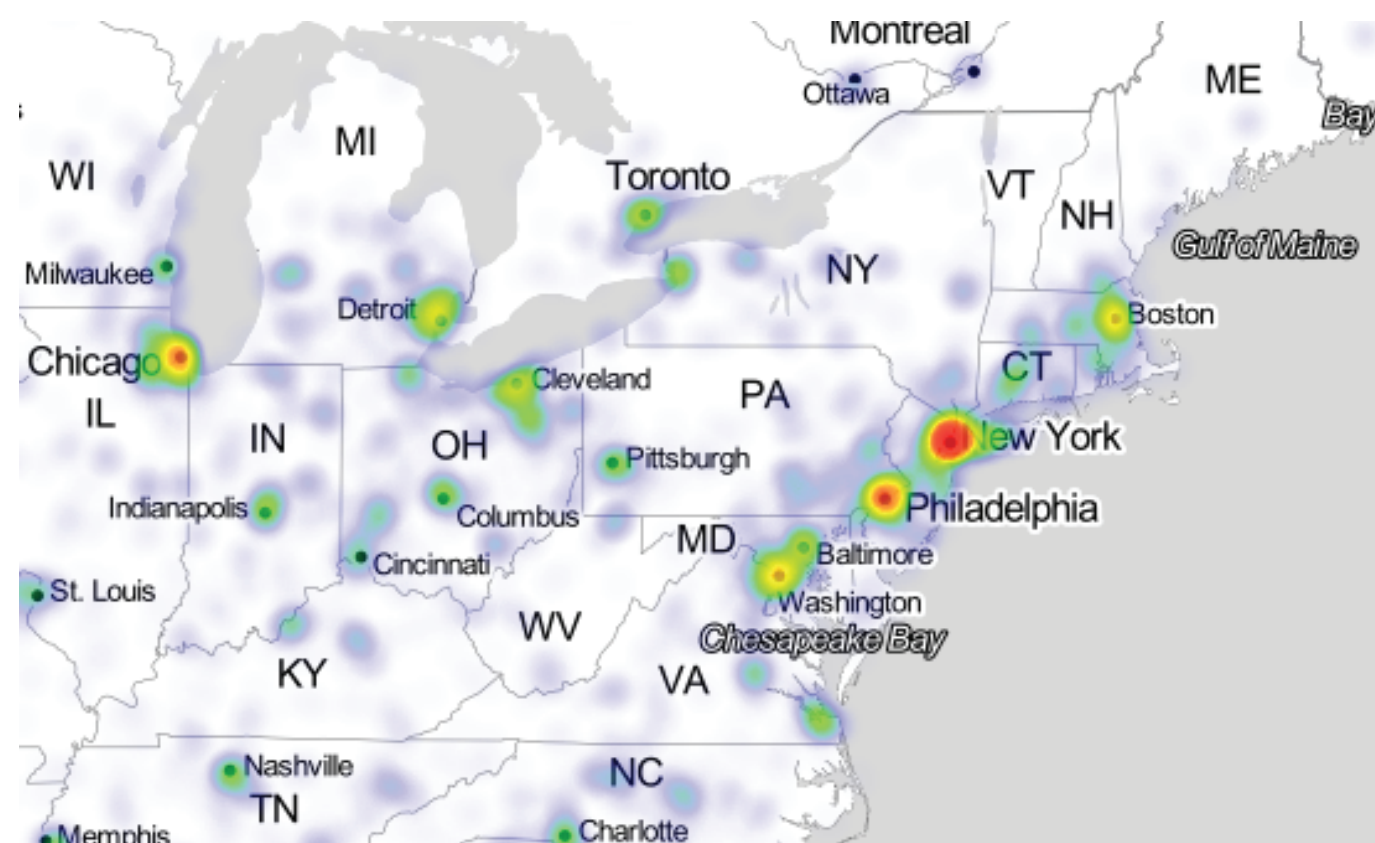 Montreal
Ottawa
ME
Bay
MI
WI
Toronto
VT
NH
Gulf of Maine
Milwaukee
NY
Detroit
Boston
Chicago
CT
Cleveland
PA
IL
IN
OH
New York
Pittsburgh
Indianapolis
Columbus
Philadelphia
MD
Baltimore
Cincinnati
St. Louis
Washington
WV
Chesapeake Bay
KY
VA
Nashville
NC
TN
Charlotte
Memphis